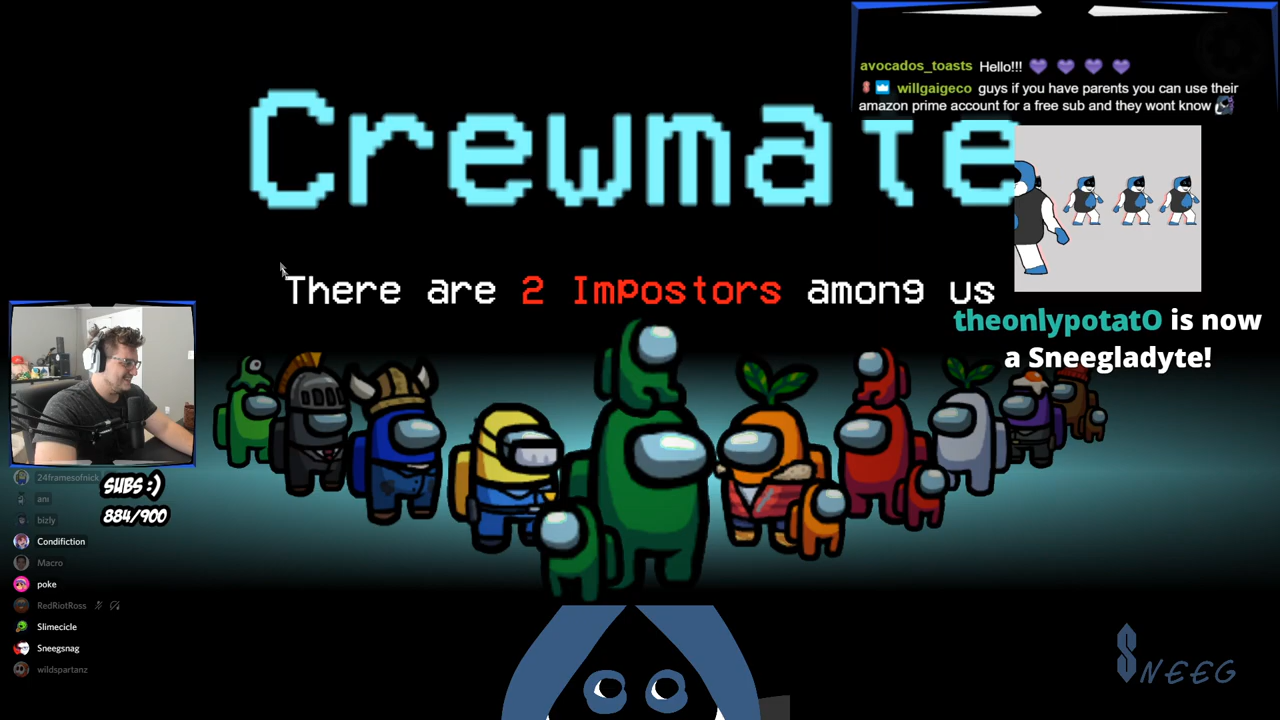 avocados_toasts Hello!!!
willgaigeco guys if you have parents you can use their
amazon prime account for a free sub and they wont know
Crewmate
There are 2 Impostors among us
theonlypotatO is now
a Sneegladyte!
24framesofnick
SUBS :)
ani
884/900
bizly
Condifiction
Macro
poke
RedRiotRoss
Slimecicle
Sneegsnag
wildspartanz
SNEEG